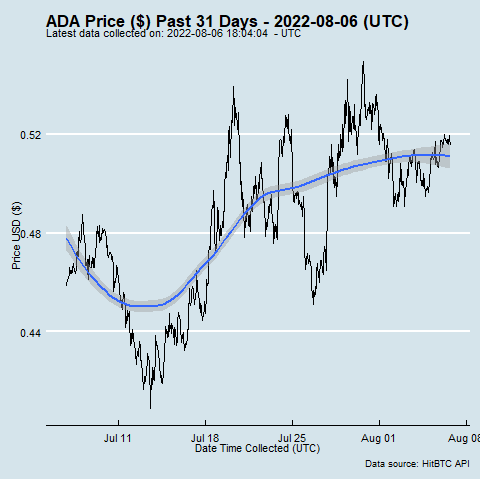 ADA Price ($) Past 31 Days - 2022-08-06 (UTC)
Latest data collected on: 2022-08-06 18:04:04  - UTC
0.52
0.48
0.44
Price USD ($)
Jul 11
Jul 18
Jul 25
Aug 01
Aug 08
Date Time Collected (UTC)
Data source: HitBTC API